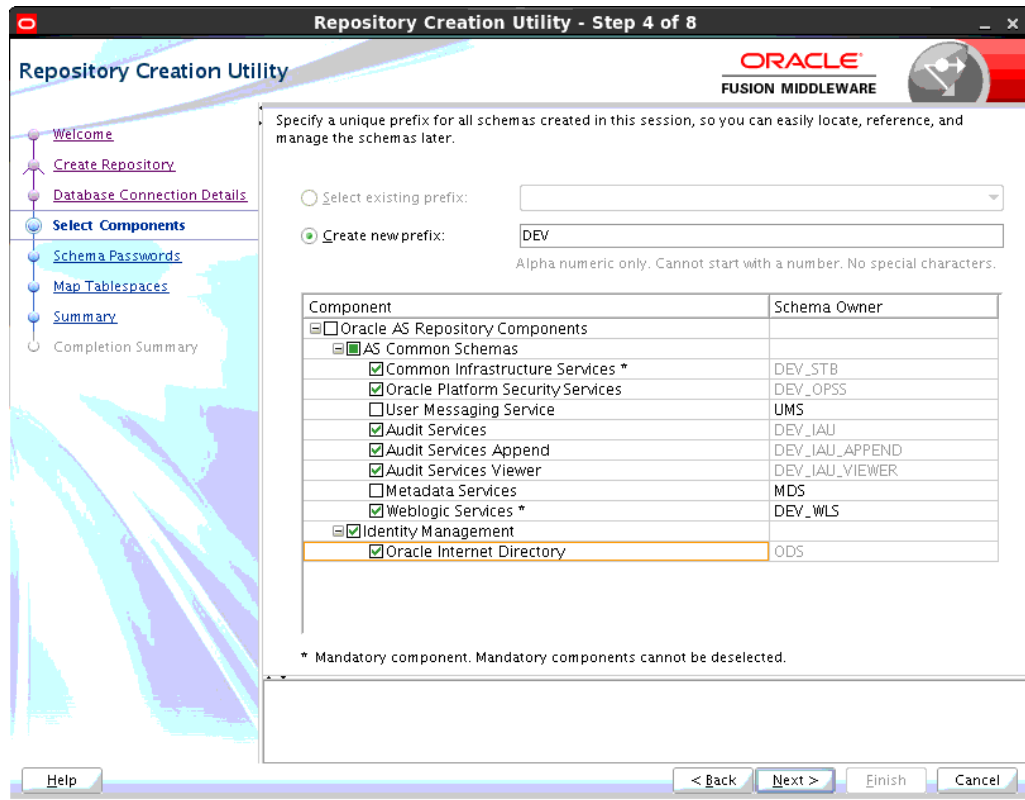 Repository Creation Utility - Step 4 of 8
Repository Creation Utility
ORACLE
FUSION MIDDLEWARE
Welcome
Create Repository
Database Connection Details
Select Components
Schema Passwords
Map Tablespaces
Summary
Completion Summary
Specify a unique prefix for all schemas created in this session, so you can easily locate, reference, and
manage the schemas later.
Select existing prefix:
Create new prefix: DEV
Alpha numeric only. Cannot start with a number. No special characters.
Component Schema Owner
Oracle AS Repository Components
AS Common Schemas
Common Infrastructure Services * DEV_STB
Oracle Platform Security Services DEV_OPSS
User Messaging Service UMS
Audit Services DEV_IAU
Audit Services Append DEV_IAU_APPEND
Audit Services Viewer DEV_IAU_VIEWER
Metadata Services MDS
Weblogic Services * DEV_WLS
Identity Management
Oracle Internet Directory ODS
* Mandatory component. Mandatory components cannot be deselected.
Help < Back Next > Finish Cancel